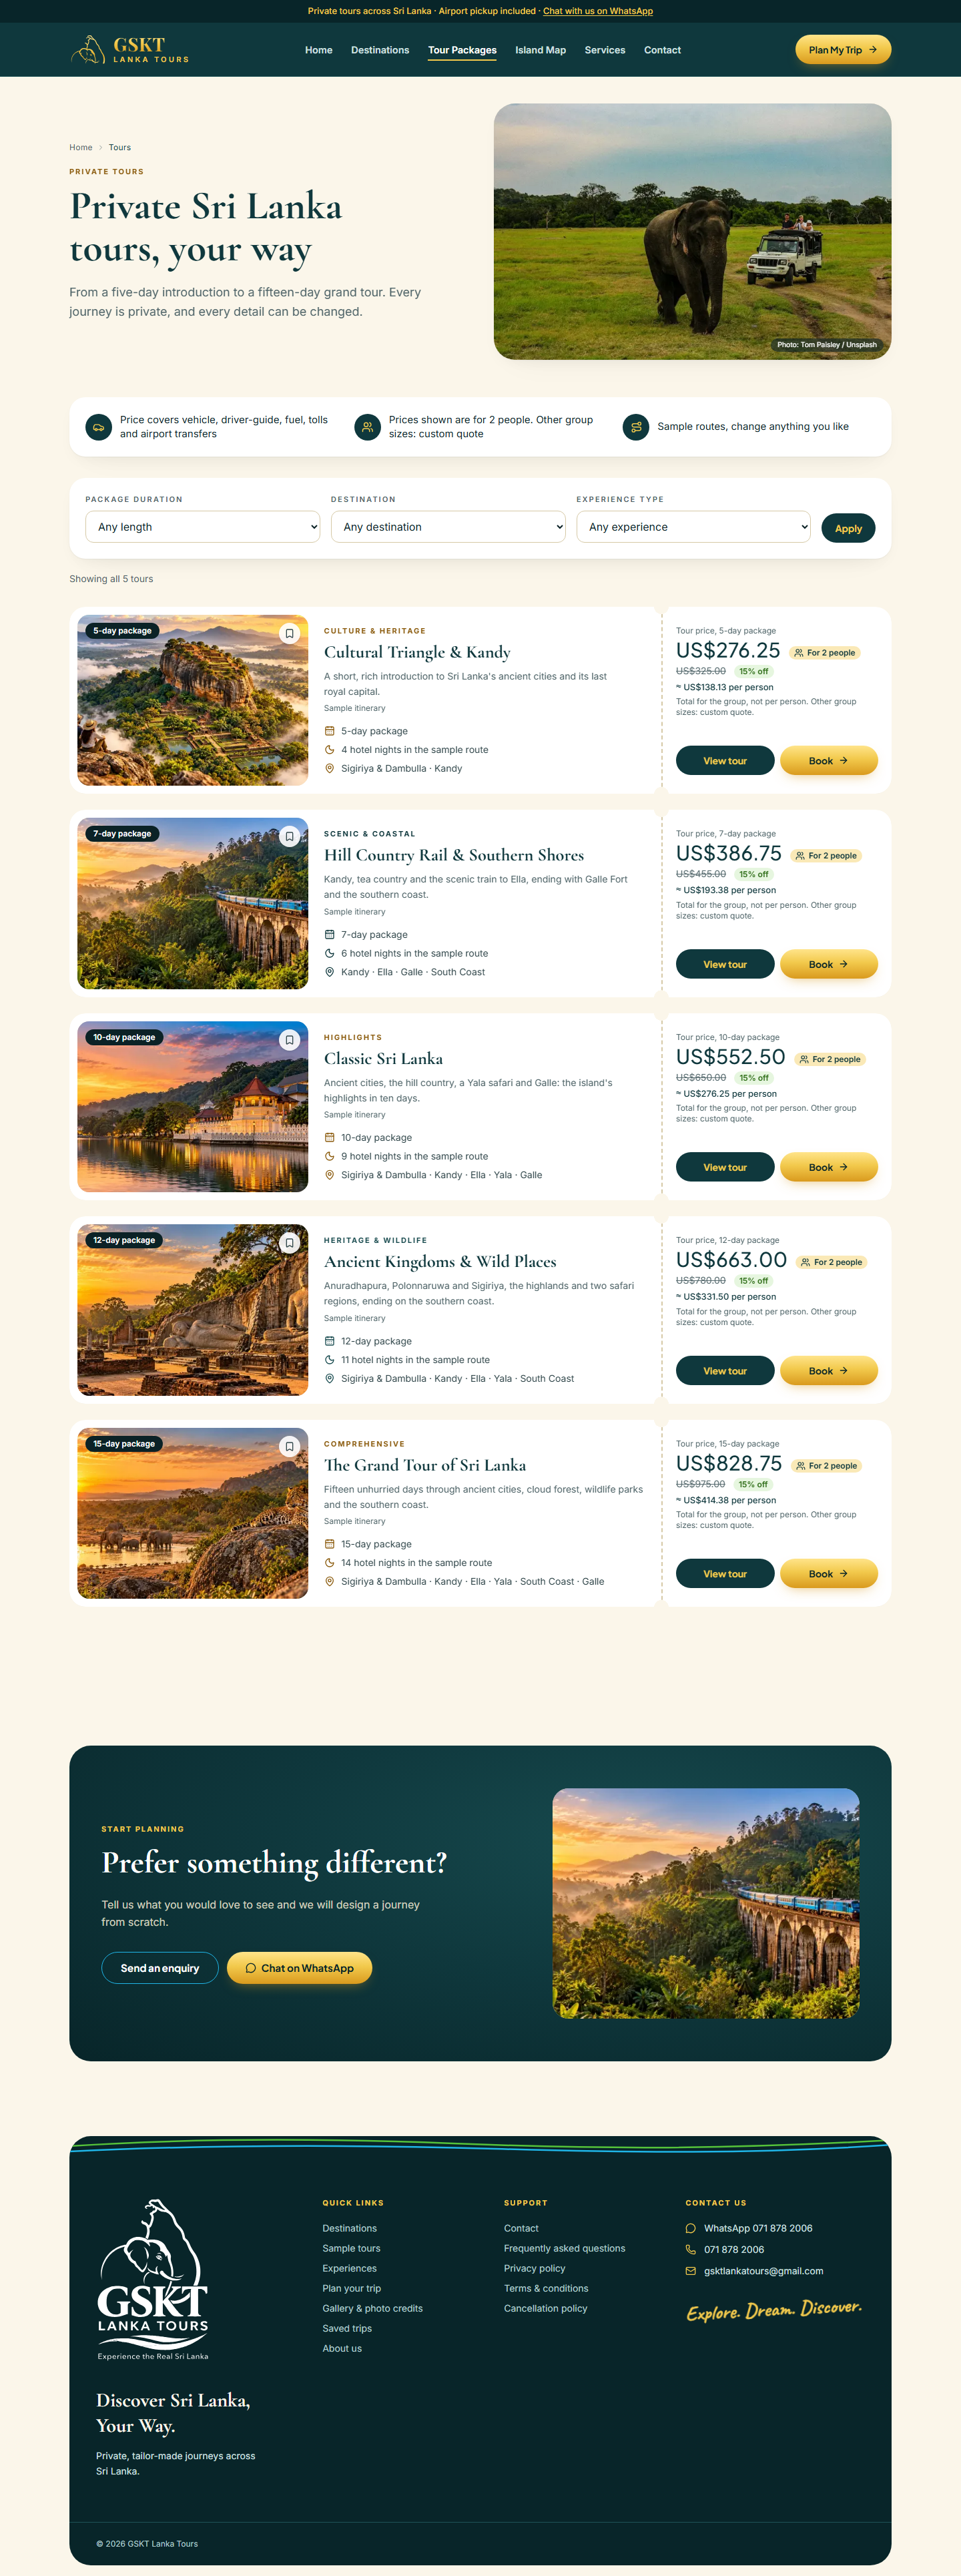 Private tours across Sri Lanka · Airport pickup included · Chat with us on WhatsApp
GSKT
LANKA TOURS
Home
Destinations
Tour Packages
Island Map
Services
Contact
Plan My Trip
Home
Tours
PRIVATE TOURS
Private Sri Lanka
tours, your way
From a five-day introduction to a fifteen-day grand tour. Every
journey is private, and every detail can be changed.
Photo: Tom Paisley / Unsplash
Price covers vehicle, driver-guide, fuel, tolls
and airport transfers
Prices shown are for 2 people. Other group
sizes: custom quote
Sample routes, change anything you like
PACKAGE DURATION
Any length
DESTINATION
Any destination
EXPERIENCE TYPE
Any experience
Apply
Showing all 5 tours
5-day package
CULTURE & HERITAGE
Cultural Triangle & Kandy
A short, rich introduction to Sri Lanka's ancient cities and its last
royal capital.
Sample itinerary
5-day package
4 hotel nights in the sample route
Sigiriya & Dambulla · Kandy
Tour price, 5-day package
US$276.25
For 2 people
US$325.00
15% off
≈ US$138.13 per person
Total for the group, not per person. Other group
sizes: custom quote.
View tour
Book
7-day package
SCENIC & COASTAL
Hill Country Rail & Southern Shores
Kandy, tea country and the scenic train to Ella, ending with Galle Fort
and the southern coast.
Sample itinerary
7-day package
6 hotel nights in the sample route
Kandy · Ella · Galle · South Coast
Tour price, 7-day package
US$386.75
For 2 people
US$455.00
15% off
≈ US$193.38 per person
Total for the group, not per person. Other group
sizes: custom quote.
View tour
Book
10-day package
HIGHLIGHTS
Classic Sri Lanka
Ancient cities, the hill country, a Yala safari and Galle: the island's
highlights in ten days.
Sample itinerary
10-day package
9 hotel nights in the sample route
Sigiriya & Dambulla · Kandy · Ella · Yala · Galle
Tour price, 10-day package
US$552.50
For 2 people
US$650.00
15% off
≈ US$276.25 per person
Total for the group, not per person. Other group
sizes: custom quote.
View tour
Book
12-day package
HERITAGE & WILDLIFE
Ancient Kingdoms & Wild Places
Anuradhapura, Polonnaruwa and Sigiriya, the highlands and two safari
regions, ending on the southern coast.
Sample itinerary
12-day package
11 hotel nights in the sample route
Sigiriya & Dambulla · Kandy · Ella · Yala · South Coast
Tour price, 12-day package
US$663.00
For 2 people
US$780.00
15% off
≈ US$331.50 per person
Total for the group, not per person. Other group
sizes: custom quote.
View tour
Book
15-day package
COMPREHENSIVE
The Grand Tour of Sri Lanka
Fifteen unhurried days through ancient cities, cloud forest, wildlife parks
and the southern coast.
Sample itinerary
15-day package
14 hotel nights in the sample route
Sigiriya & Dambulla · Kandy · Ella · Yala · South Coast · Galle
Tour price, 15-day package
US$828.75
For 2 people
US$975.00
15% off
≈ US$414.38 per person
Total for the group, not per person. Other group
sizes: custom quote.
View tour
Book
START PLANNING
Prefer something different?
Tell us what you would love to see and we will design a journey
from scratch.
Send an enquiry
Chat on WhatsApp
GSKT
LANKA TOURS
Experience the Real Sri Lanka
Discover Sri Lanka,
Your Way.
Private, tailor-made journeys across
Sri Lanka.
QUICK LINKS
Destinations
Sample tours
Experiences
Plan your trip
Gallery & photo credits
Saved trips
About us
SUPPORT
Contact
Frequently asked questions
Privacy policy
Terms & conditions
Cancellation policy
CONTACT US
WhatsApp 071 878 2006
071 878 2006
gsktlankatours@gmail.com
Explore. Dream. Discover.
© 2026 GSKT Lanka Tours